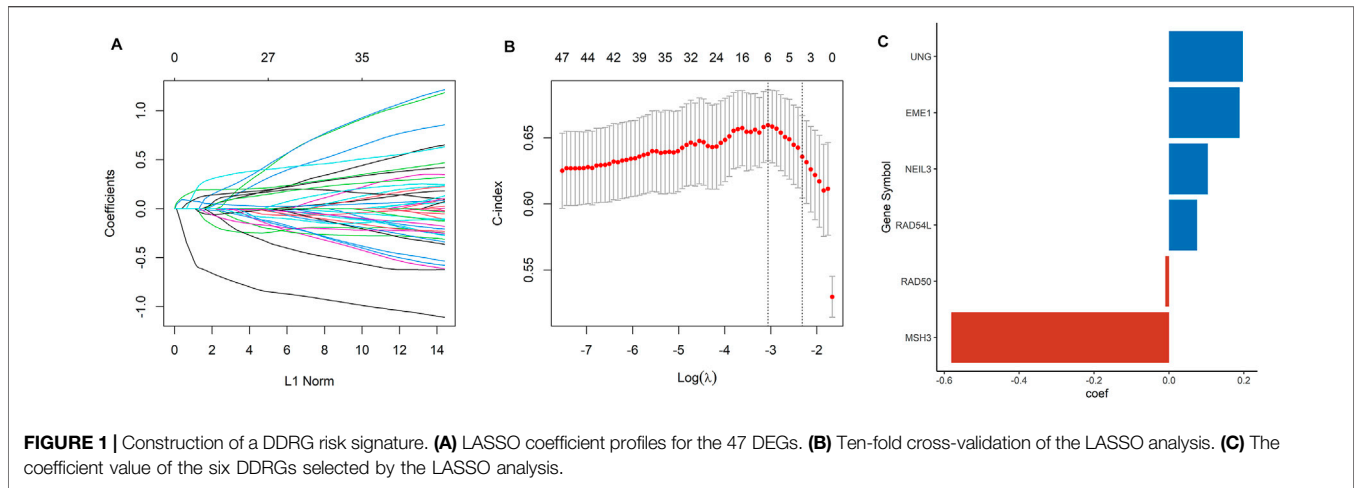 A
0 27 35
Coefficients
1.0
0.5
0.0
-0.5
-1.0
0 2 4 6 8 10 12 14
L1 Norm
B
47 44 42 39 35 32 24 16 6 5 3 0
C-index
0.65
0.60
0.55
-7 -6 -5 -4 -3 -2
Log(λ)
C
Gene Symbol
UNG
EME1
NEIL3
RAD54L
RAD50
MSH3
-0.6 -0.4 -0.2 0.0 0.2
coef
FIGURE 1 | Construction of a DDRG risk signature. (A) LASSO coefficient profiles for the 47 DEGs. (B) Ten-fold cross-validation of the LASSO analysis. (C) The
coefficient value of the six DDRGs selected by the LASSO analysis.